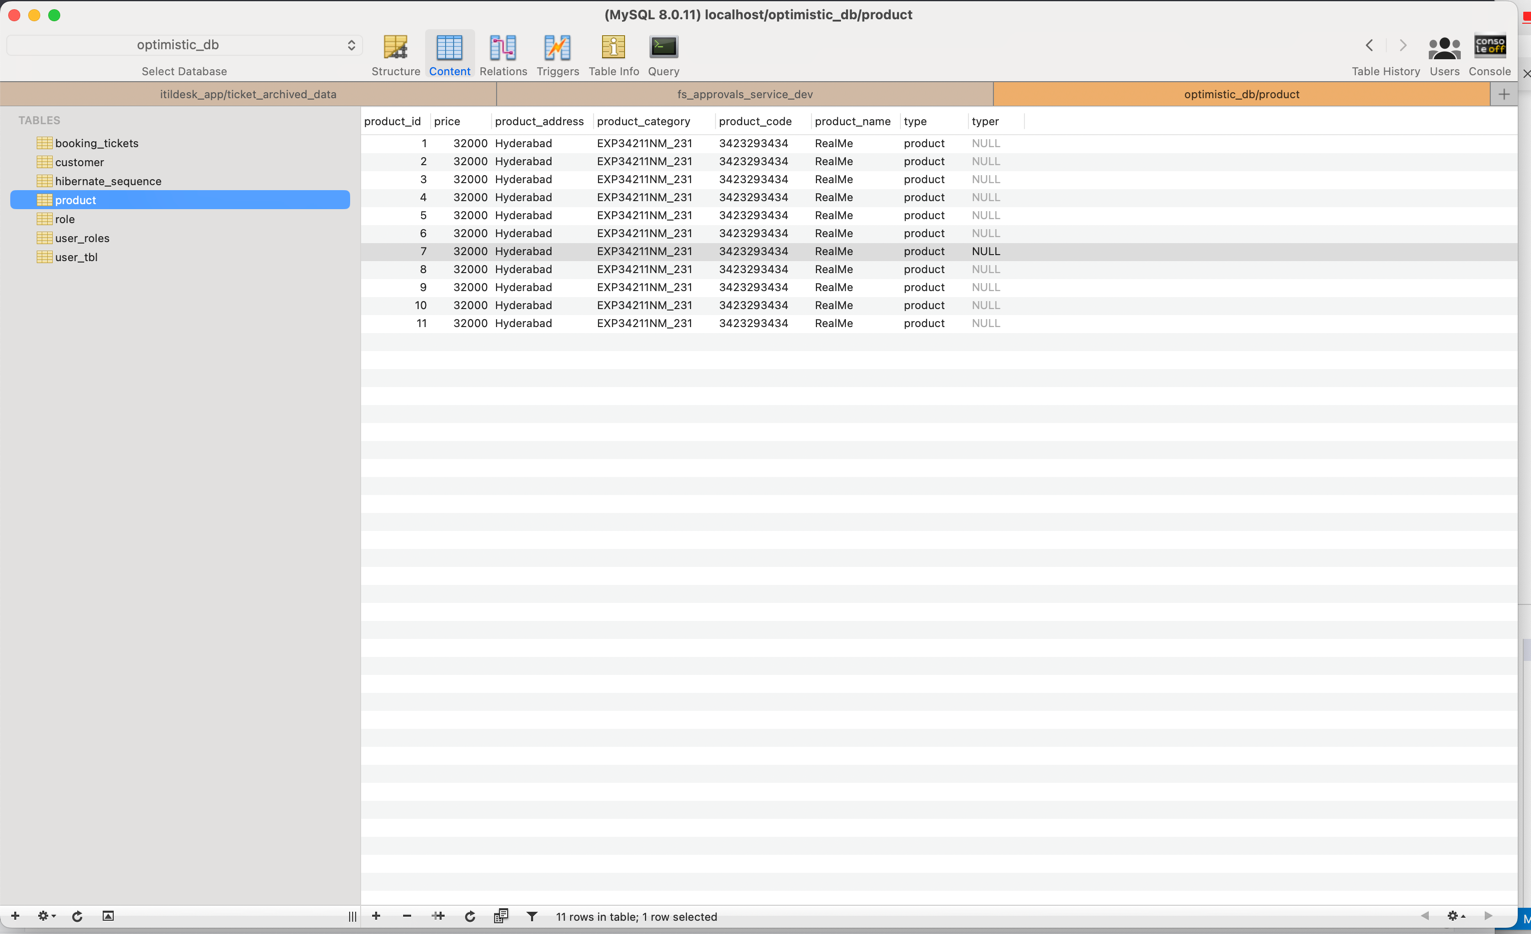 (MySQL 8.0.11) localhost/optimistic_db/product
optimistic_db
Select Database
Structure Content Relations Triggers Table Info Query
Table History Users Console
conso
le off
itildesk_app/ticket_archived_data fs_approvals_service_dev optimistic_db/product
TABLES
booking_tickets
customer
hibernate_sequence
product
role
user_roles
user_tbl
product_id price product_address product_category product_code product_name type typer
1 32000 Hyderabad EXP34211NM_231 3423293434 RealMe product NULL
2 32000 Hyderabad EXP34211NM_231 3423293434 RealMe product NULL
3 32000 Hyderabad EXP34211NM_231 3423293434 RealMe product NULL
4 32000 Hyderabad EXP34211NM_231 3423293434 RealMe product NULL
5 32000 Hyderabad EXP34211NM_231 3423293434 RealMe product NULL
6 32000 Hyderabad EXP34211NM_231 3423293434 RealMe product NULL
7 32000 Hyderabad EXP34211NM_231 3423293434 RealMe product NULL
8 32000 Hyderabad EXP34211NM_231 3423293434 RealMe product NULL
9 32000 Hyderabad EXP34211NM_231 3423293434 RealMe product NULL
10 32000 Hyderabad EXP34211NM_231 3423293434 RealMe product NULL
11 32000 Hyderabad EXP34211NM_231 3423293434 RealMe product NULL
11 rows in table; 1 row selected